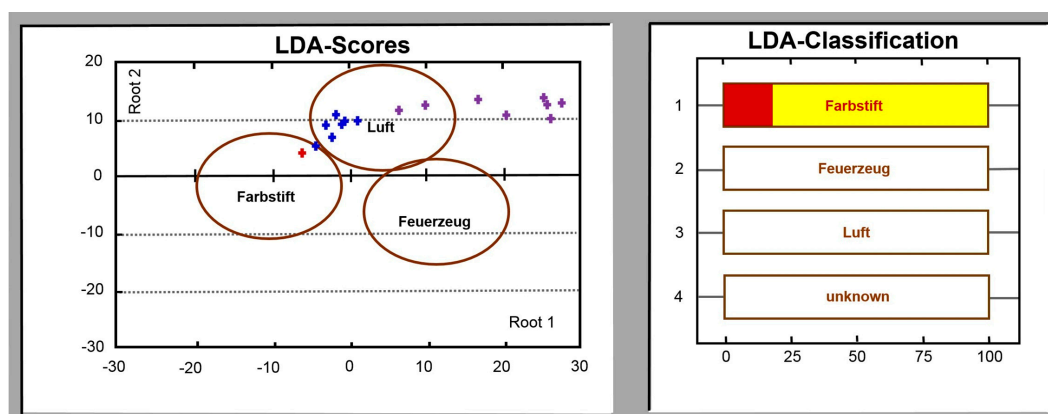 LDA-Scores
20
10
0
-10
-20
-30
Root 2
Luft
Farbstift
Feuerzeug
Root 1
-30
-20
-10
0
10
20
30
LDA-Classification
1
Farbstift
2
Feuerzeug
3
Luft
4
unknown
0
25
50
75
100